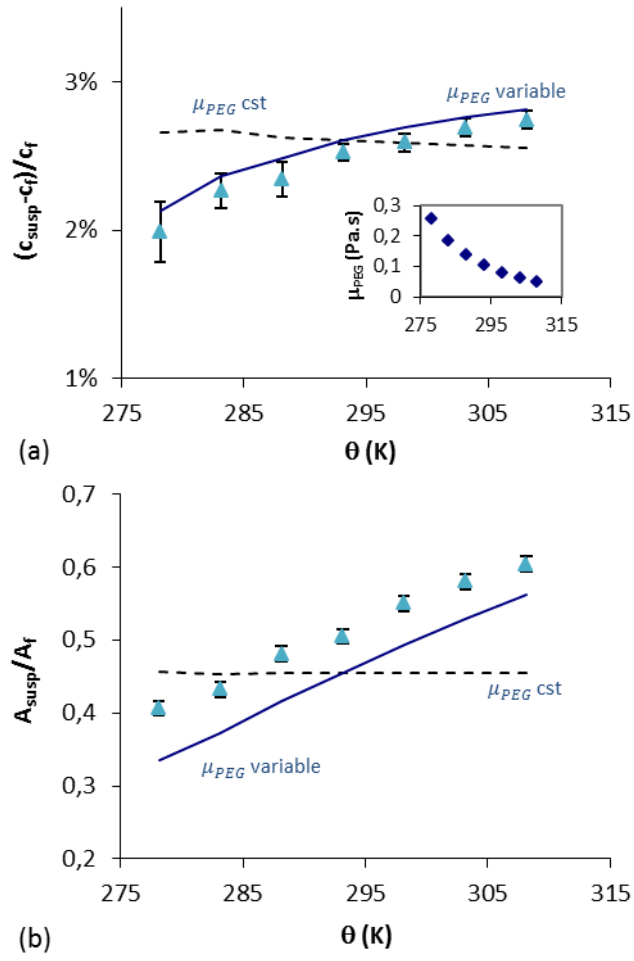 3%
μPEG cst
μPEG variable
(csusp-cf)/cf
2%
0,3
0,2
0,1
0
μPEG (Pa.s)
275 295 315
1%
275 285 295 305 315
(a)
θ (K)
0,7
0,6
0,5
Asusp/Af
μPEG cst
0,4
μPEG variable
0,3
0,2
275 285 295 305 315
(b)
θ (K)